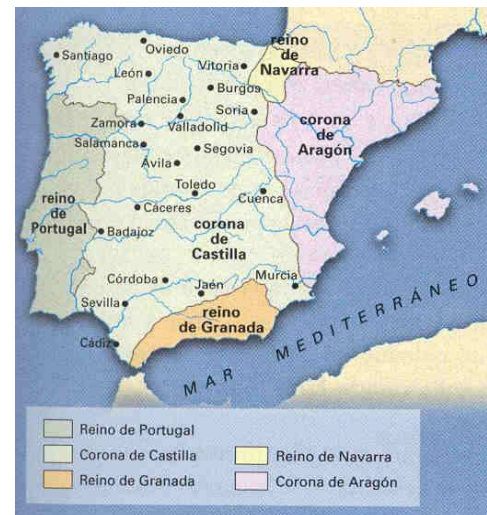 reino
de
Navarra
Oviedo
Santiago
Vitoria
León
Burgos
Palencia
Soria
corona
de
Aragón
Zamora
Valladolid
Salamanca
Segovia
Ávila
Toledo
Cuenca
reino
de
Portugal
Cáceres
corona
de
Castilla
Badajoz
Córdoba
Jaén
Murcia
Sevilla
reino
de Granada
Cádiz
MAR MEDITERRÁNEO
Reino de Portugal
Corona de Castilla
Reino de Navarra
Reino de Granada
Corona de Aragón